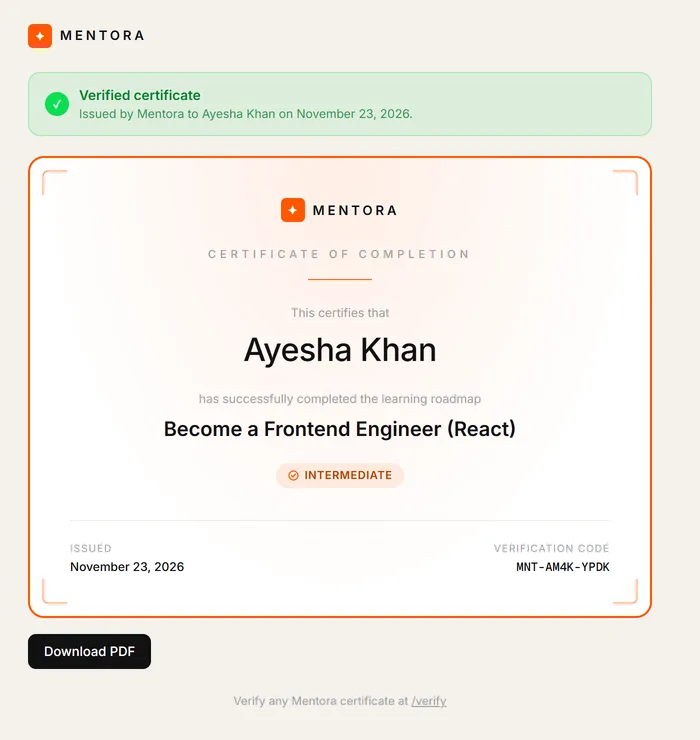 MENTORA
Verified certificate
Issued by Mentora to Ayesha Khan on November 23, 2026.
MENTORA
CERTIFICATE OF COMPLETION
This certifies that
Ayesha Khan
has successfully completed the learning roadmap
Become a Frontend Engineer (React)
INTERMEDIATE
ISSUED
November 23, 2026
VERIFICATION CODE
MNT-AM4K-YPDK
Download PDF
Verify any Mentora certificate at /verify